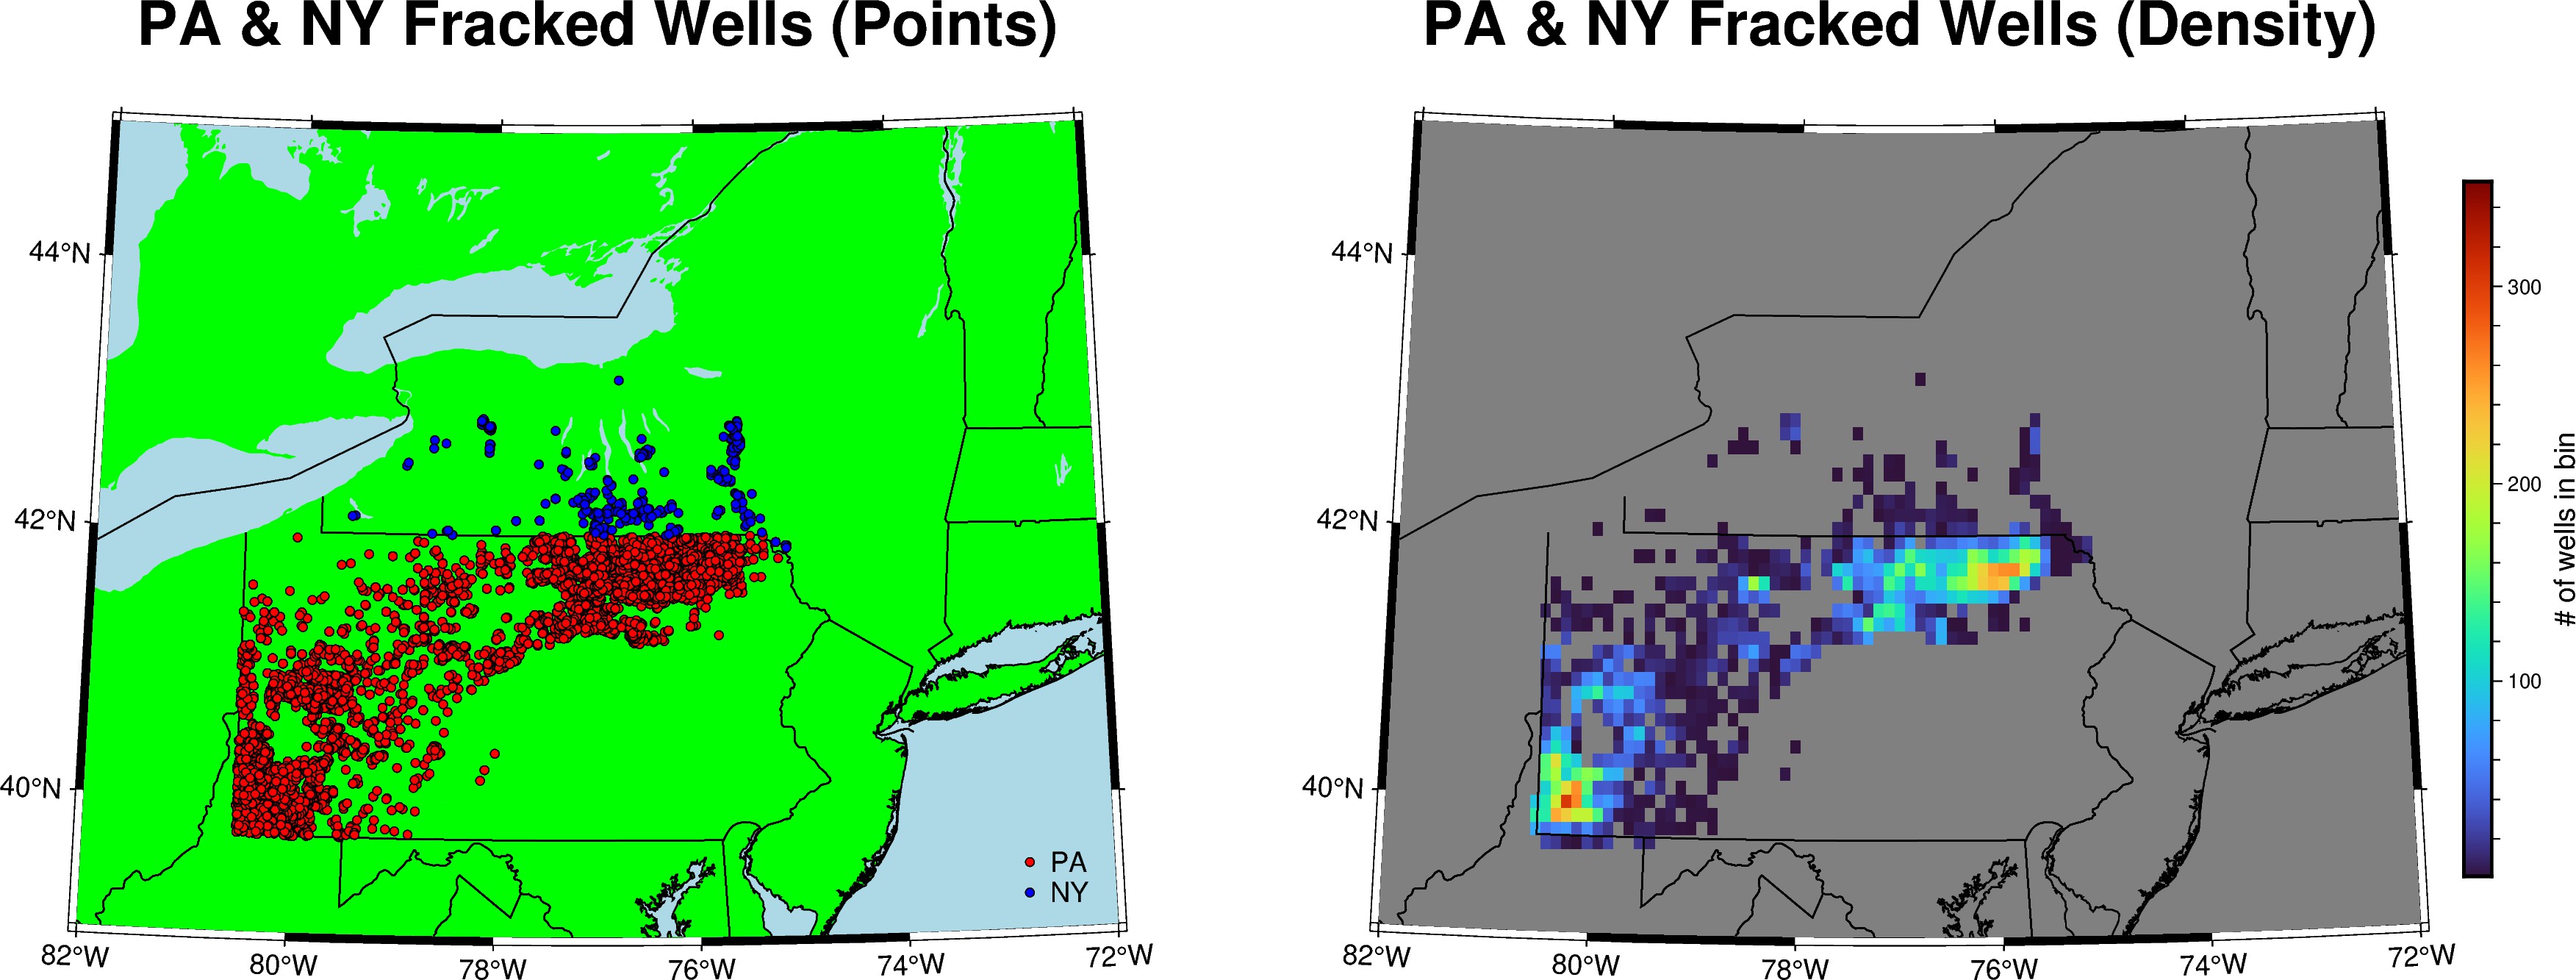 PA & NY Fracked Wells (Points)
44°N
42°N
40°N
82°W 80°W 78°W 76°W 74°W 72°W
PA
NY
PA & NY Fracked Wells (Density)
44°N
42°N
40°N
82°W 80°W 78°W 76°W 74°W 72°W
300
200
100
# of wells in bin